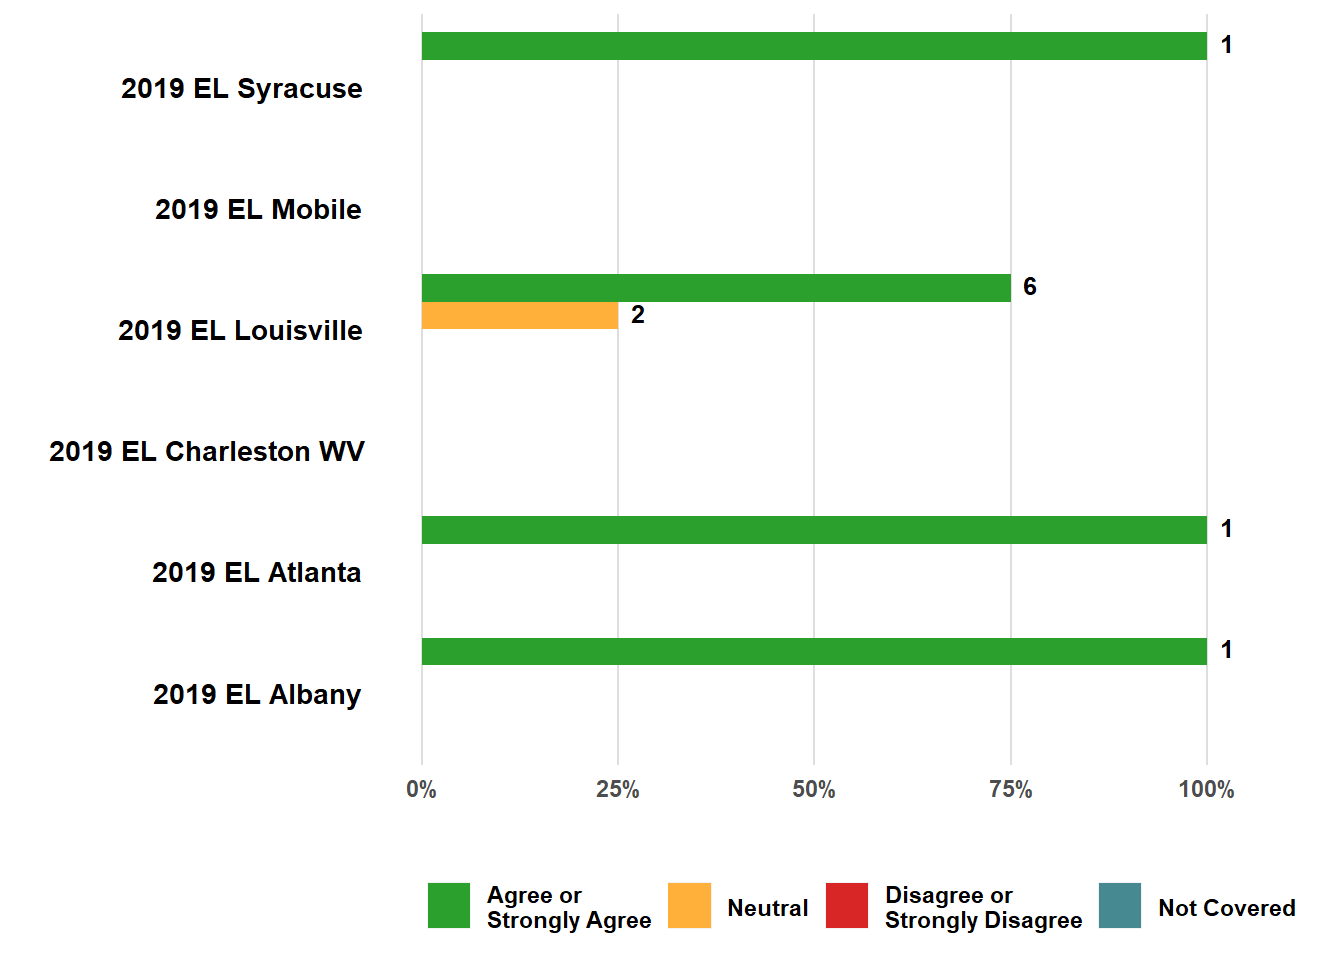 1
2019 EL Syracuse
2019 EL Mobile
6
2
2019 EL Louisville
2019 EL Charleston WV
1
2019 EL Atlanta
1
2019 EL Albany
0% 25% 50% 75% 100%
Agree or
Strongly Agree
Neutral
Disagree or
Strongly Disagree
Not Covered